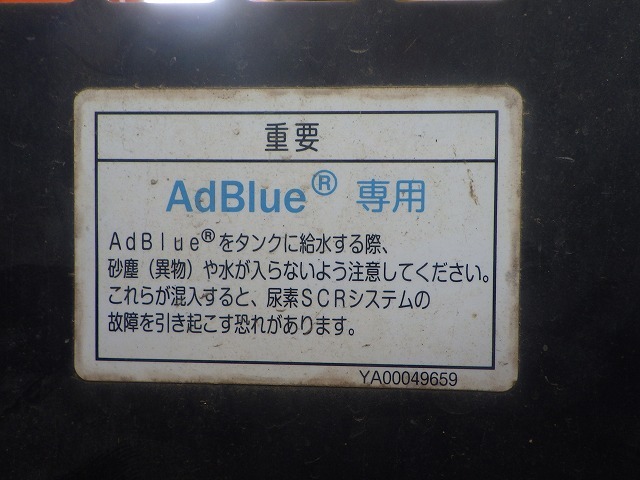 重要
AdBlue® 専用
AdBlue®をタンクに給水する際、
砂塵（異物）や水が入らないよう注意してください。
これらが混入すると、尿素SCRシステムの
故障を引き起こす恐れがあります。
YA00049659